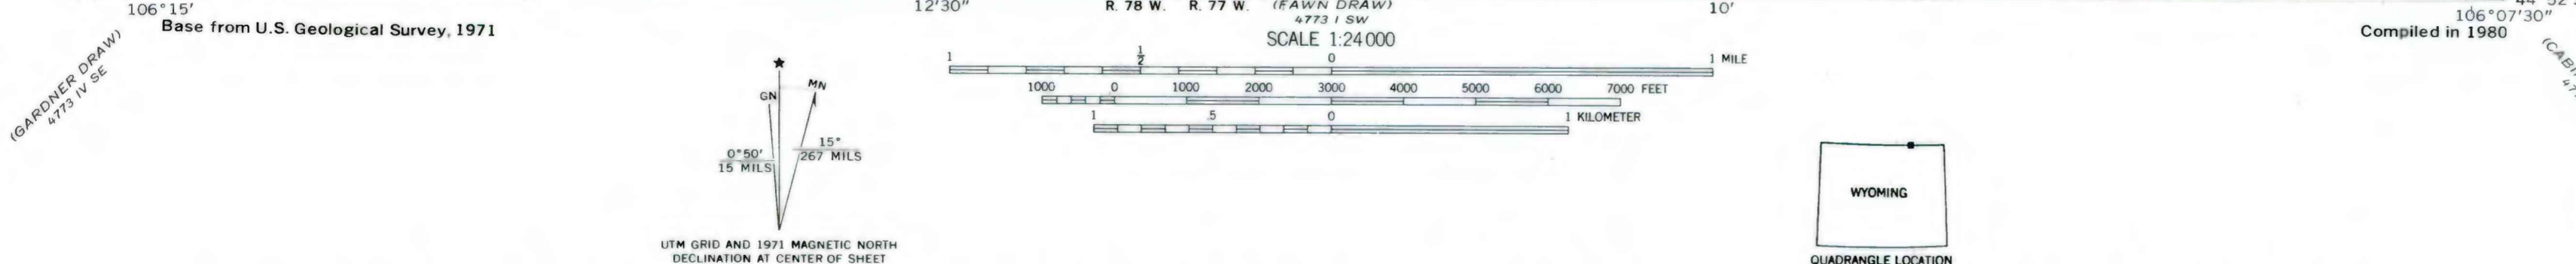 106°15'
12'30"
R. 78 W. R. 77 W. (FAWN DRAW)
4773 I SW
10'
106°07'30"
Base from U.S. Geological Survey, 1971
SCALE 1:24 000
Compiled in 1980
(GARDNER DRAW)
4773 IV SE
1 ½ 0 1 MILE
1000 0 1000 2000 3000 4000 5000 6000 7000 FEET
1 .5 0 1 KILOMETER
★
GN MN
0°50'
15 MILS
15°
267 MILS
UTM GRID AND 1971 MAGNETIC NORTH
DECLINATION AT CENTER OF SHEET
WYOMING
QUADRANGLE LOCATION